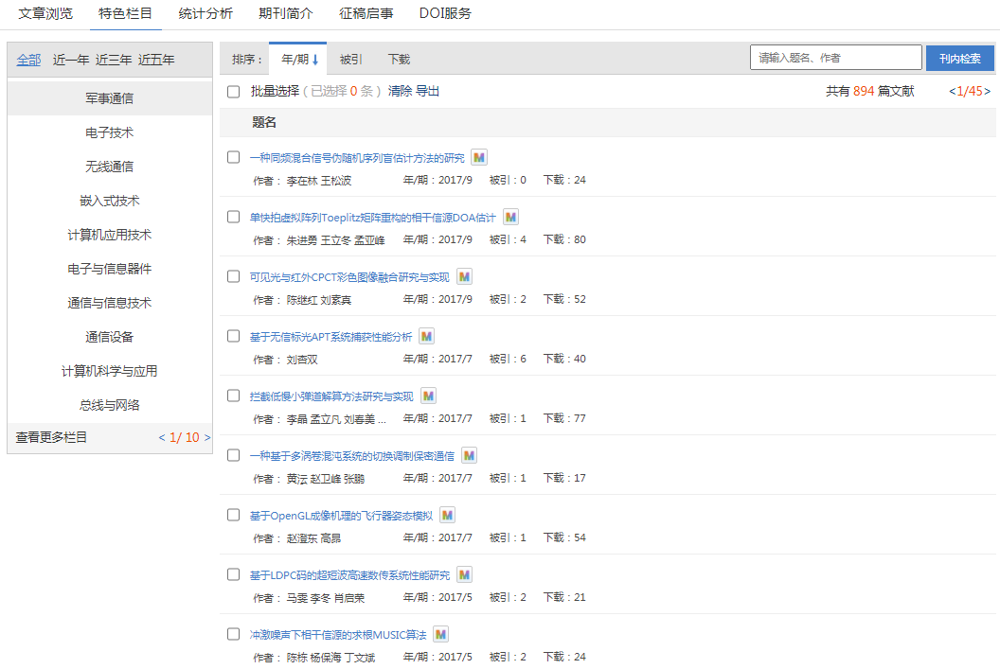 文章浏览 特色栏目 统计分析 期刊简介 征稿启事 DOI服务
全部 近一年 近三年 近五年
军事通信
电子技术
无线通信
嵌入式技术
计算机应用技术
电子与信息器件
通信与信息技术
通信设备
计算机科学与应用
总线与网络
查看更多栏目 < 1/ 10 >
排序： 年/期↓ 被引 下载 请输入题名、作者 刊内检索
批量选择 ( 已选择 0 条 ) 清除 导出 共有 894 篇文献 <1/45>
题名
一种同频混合信号伪随机序列盲估计方法的研究 M
作者： 李在林 王松波 年/期：2017/9 被引：0 下载：24
单快拍虚拟阵列Toeplitz矩阵重构的相干信源DOA估计 M
作者： 朱进勇 王立冬 孟亚峰 年/期：2017/9 被引：4 下载：80
可见光与红外CPCT彩色图像融合研究与实现 M
作者： 陈继红 刘素真 年/期：2017/9 被引：2 下载：52
基于无信标光APT系统捕获性能分析 M
作者： 刘杏双 年/期：2017/7 被引：6 下载：40
拦截低慢小弹道解算方法研究与实现 M
作者： 李晶 孟立凡 刘春美 ... 年/期：2017/7 被引：1 下载：77
一种基于多涡卷混沌系统的切换调制保密通信 M
作者： 黄沄 赵卫峰 张鹏 年/期：2017/7 被引：1 下载：17
基于OpenGL成像机理的飞行器姿态模拟 M
作者： 赵澄东 高昂 年/期：2017/7 被引：1 下载：54
基于LDPC码的超短波高速数传系统性能研究 M
作者： 马雯 李冬 肖启荣 年/期：2017/5 被引：2 下载：21
冲激噪声下相干信源的求根MUSIC算法 M
作者： 陈栋 杨保海 丁文斌 年/期：2017/5 被引：2 下载：24